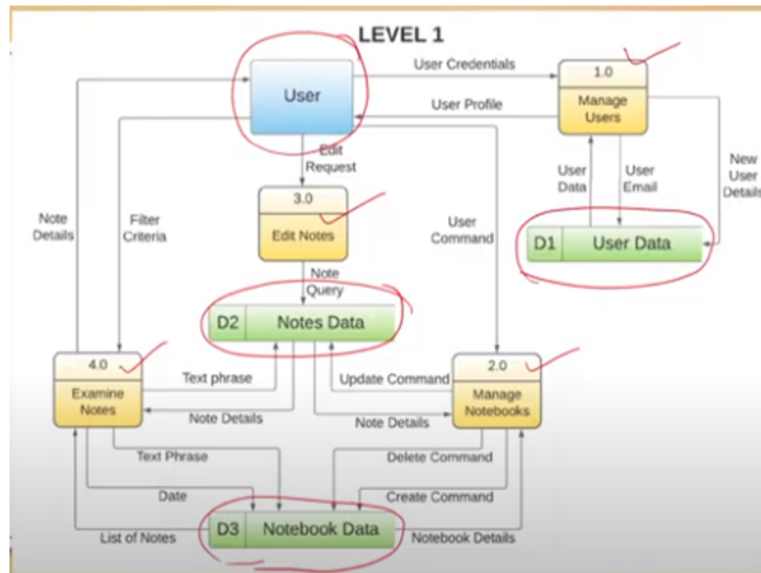 LEVEL 1
User
User Credentials
1.0
Manage
Users
User Profile
Edit
Request
User
Data
User
Email
New
User
Details
3.0
Edit Notes
Note
Details
Filter
Criteria
User
Command
D1 User Data
Note
Query
D2 Notes Data
4.0
Examine
Notes
Text phrase
Update Command
2.0
Manage
Notebooks
Note Details
Note Details
Text Phrase
Delete Command
Date
Create Command
D3 Notebook Data
List of Notes
Notebook Details